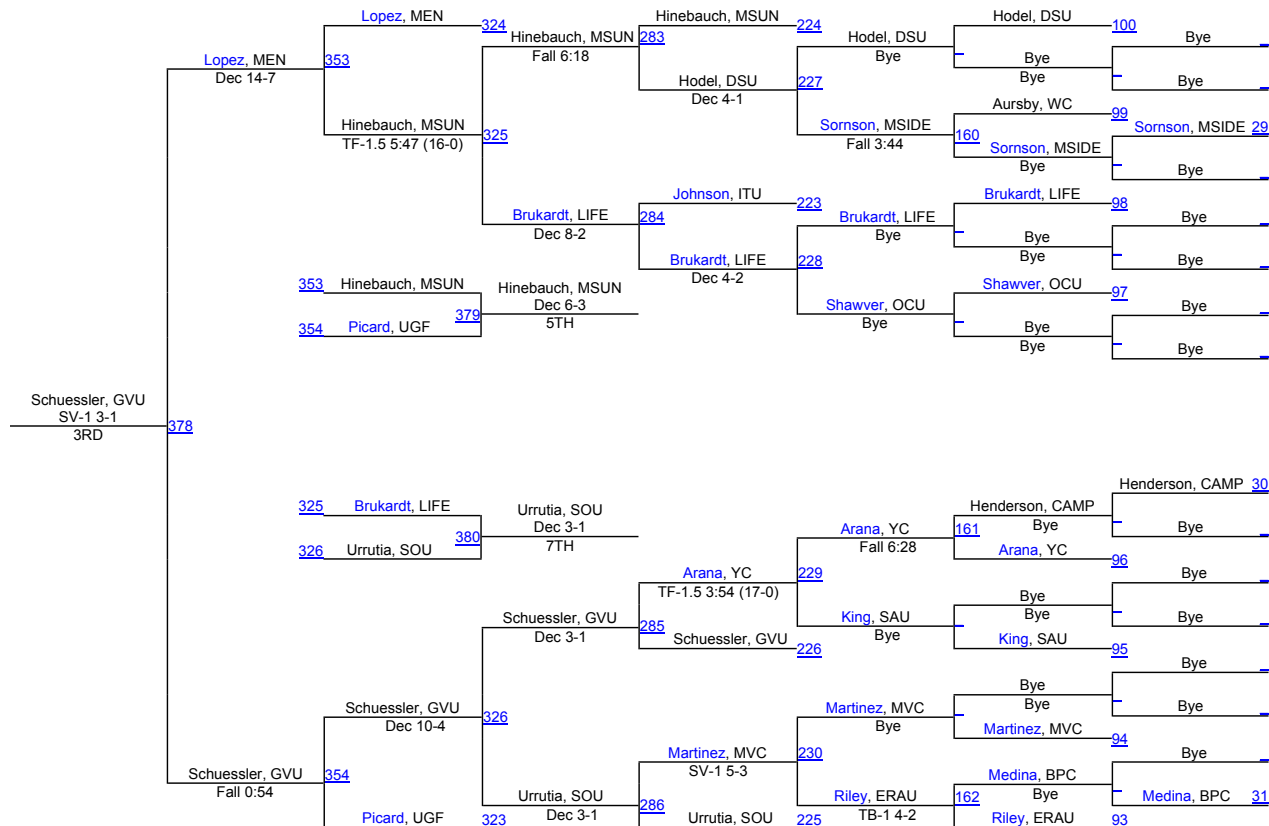 Lopez, MEN 324
Hinebauch, MSUN 224
Hodel, DSU 100
Hinebauch, MSUN 283
Fall 6:18
Hodel, DSU
Bye
Bye
Lopez, MEN 353
Dec 14-7
Bye
Bye
Hodel, DSU 227
Dec 4-1
Bye
Aursby, WC 99
Hinebauch, MSUN 325
TF-1.5 5:47 (16-0)
Sornson, MSIDE 160
Fall 3:44
Sornson, MSIDE 29
Sornson, MSIDE
Bye
Bye
Johnson, ITU 223
Brukardt, LIFE 98
Brukardt, LIFE 284
Dec 8-2
Brukardt, LIFE
Bye
Bye
Bye
Bye
Brukardt, LIFE 228
Dec 4-2
Bye
353 Hinebauch, MSUN
Hinebauch, MSUN
Dec 6-3
5TH
379
354 Picard, UGF
Shawver, OCU 97
Shawver, OCU
Bye
Bye
Bye
Bye
Bye
Schuessler, GVU
SV-1 3-1
3RD
378
Henderson, CAMP 30
325 Brukardt, LIFE
Urrutia, SOU
Dec 3-1
7TH
380
326 Urrutia, SOU
Henderson, CAMP
Bye
Bye
Arana, YC 161
Fall 6:28
Arana, YC 96
Arana, YC 229
TF-1.5 3:54 (17-0)
Bye
Bye
Bye
Bye
Schuessler, GVU 285
Dec 3-1
King, SAU
Bye
King, SAU 95
Schuessler, GVU 226
Bye
Bye
Bye
Bye
Schuessler, GVU 326
Dec 10-4
Martinez, MVC
Bye
Martinez, MVC 94
Martinez, MVC 230
SV-1 5-3
Bye
Schuessler, GVU 354
Fall 0:54
Medina, BPC
Bye
Medina, BPC 31
Urrutia, SOU 286
Dec 3-1
Riley, ERAU 162
TB-1 4-2
Picard, UGF 323
Urrutia, SOU 225
Riley, ERAU 93